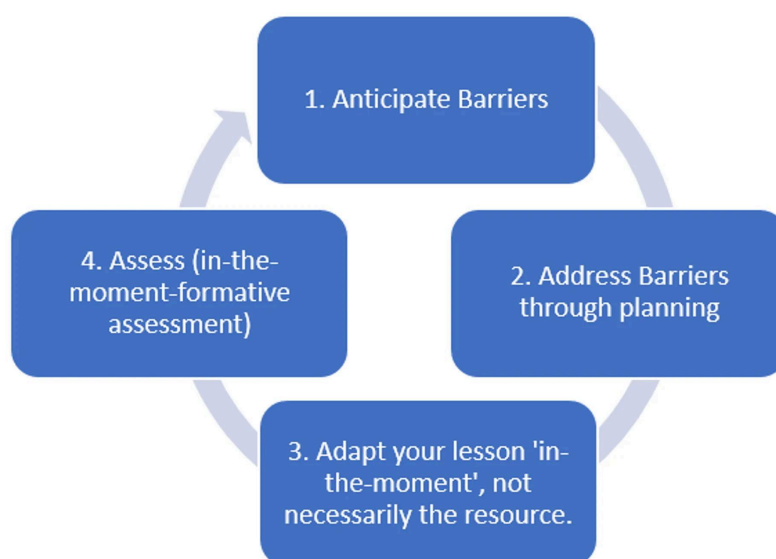 1. Anticipate Barriers
2. Address Barriers
through planning
3. Adapt your lesson 'in-
the-moment', not
necessarily the resource.
4. Assess (in-the-
moment-formative
assessment)